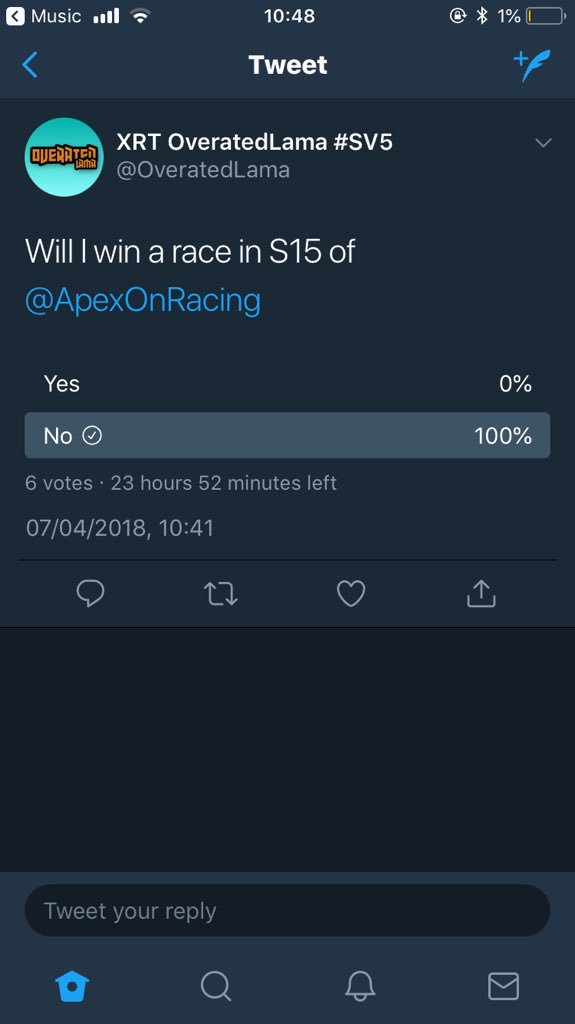 Music 10:48 1%
Tweet
OVERATED
LAMA
XRT OveratedLama #SV5
@OveratedLama
Will I win a race in S15 of
@ApexOnRacing
Yes 0%
No 100%
6 votes · 23 hours 52 minutes left
07/04/2018, 10:41
Tweet your reply